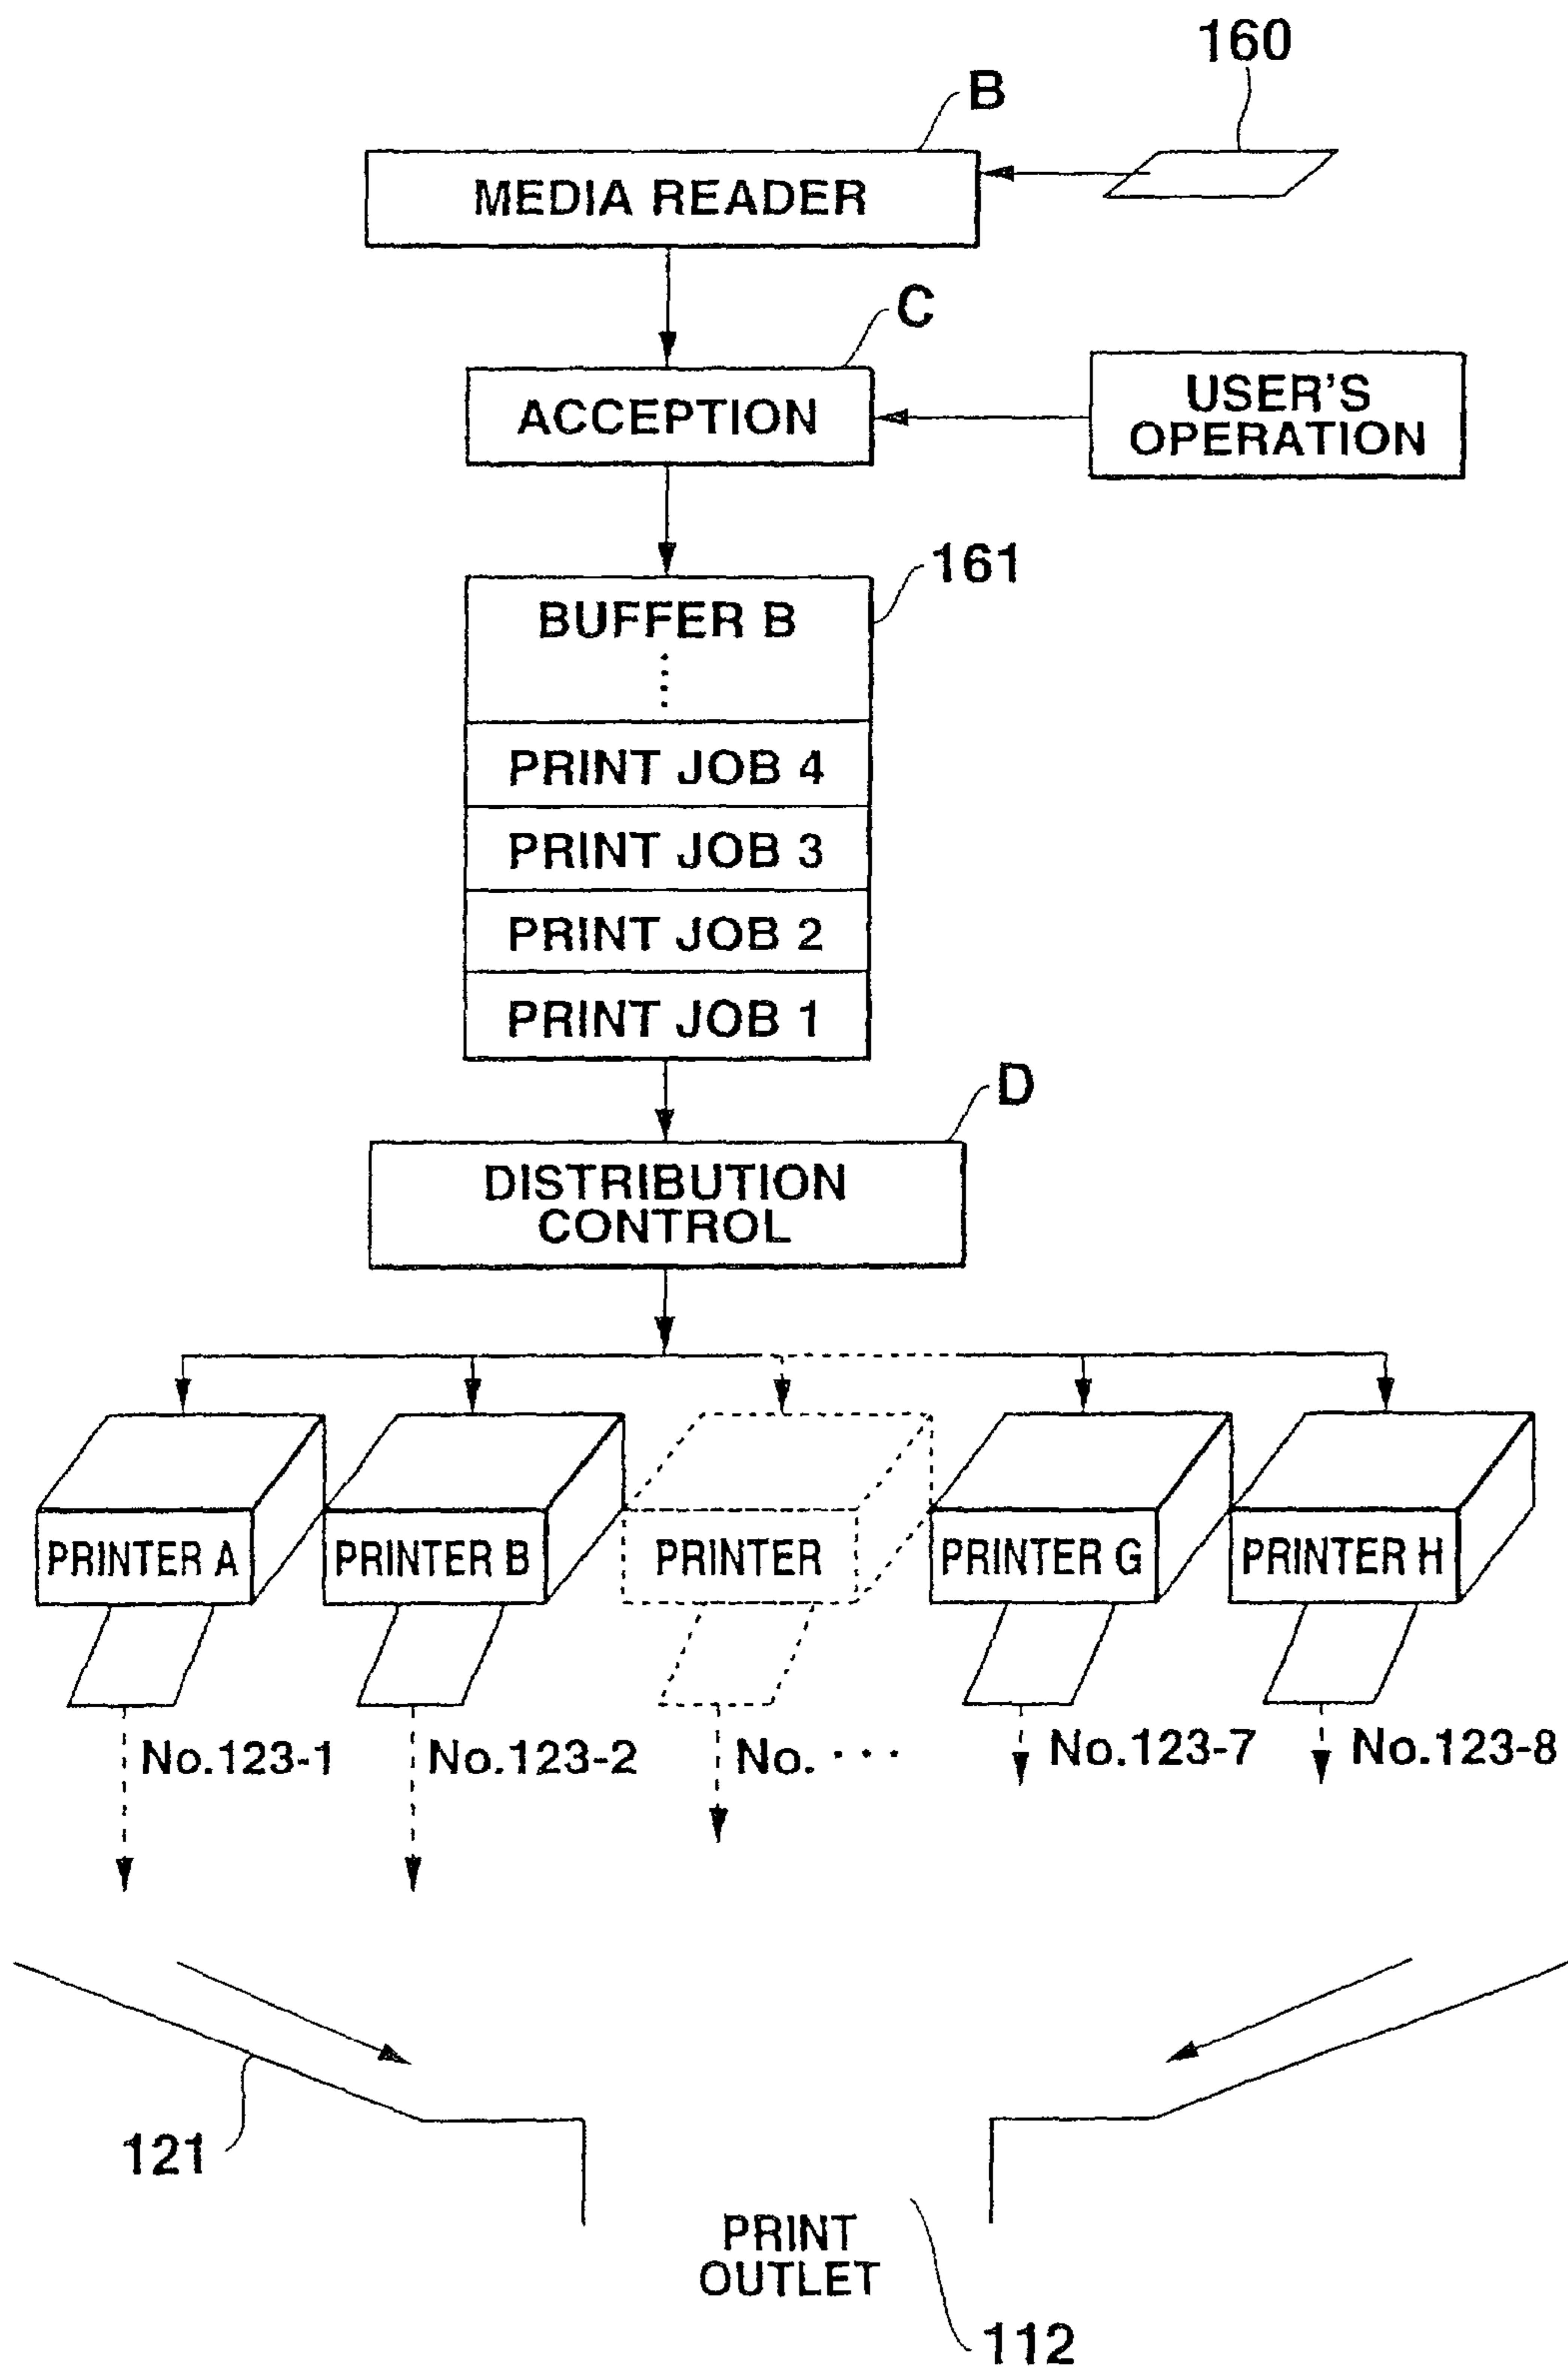 160
B
MEDIA READER
C
ACCEPTION
USER'S
OPERATION
161
BUFFER B
⋮
PRINT JOB 4
PRINT JOB 3
PRINT JOB 2
PRINT JOB 1
D
DISTRIBUTION
CONTROL
PRINTER A
PRINTER B
PRINTER
PRINTER G
PRINTER H
No.123-1
No.123-2
No. ···
No.123-7
No.123-8
121
PRINT
OUTLET
112